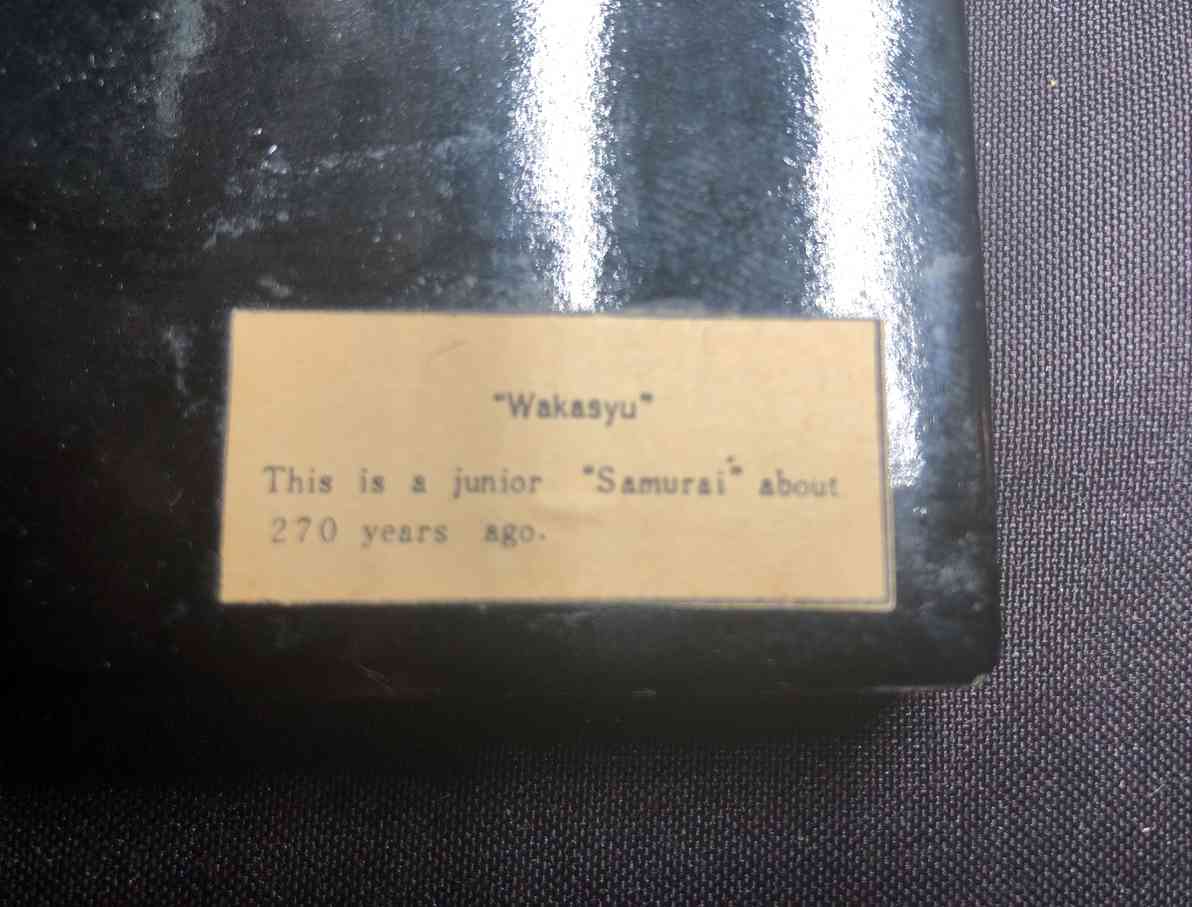 "Wakasyu"
This is a junior "Samurai" about
270 years ago.